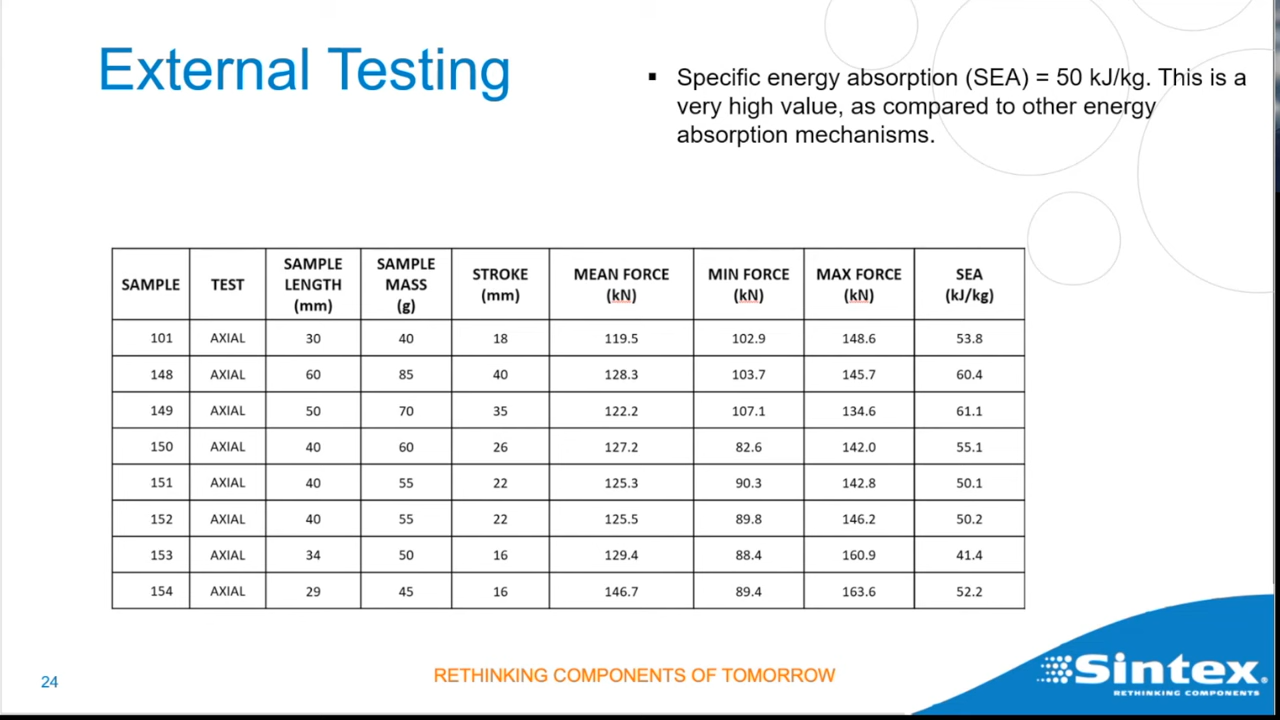 External Testing
▪ Specific energy absorption (SEA) = 50 kJ/kg. This is a
very high value, as compared to other energy
absorption mechanisms.
SAMPLE TEST SAMPLE LENGTH (mm) SAMPLE MASS (g) STROKE (mm) MEAN FORCE (kN) MIN FORCE (kN) MAX FORCE (kN) SEA (kJ/kg)
101 AXIAL 30 40 18 119.5 102.9 148.6 53.8
148 AXIAL 60 85 40 128.3 103.7 145.7 60.4
149 AXIAL 50 70 35 122.2 107.1 134.6 61.1
150 AXIAL 40 60 26 127.2 82.6 142.0 55.1
151 AXIAL 40 55 22 125.3 90.3 142.8 50.1
152 AXIAL 40 55 22 125.5 89.8 146.2 50.2
153 AXIAL 34 50 16 129.4 88.4 160.9 41.4
154 AXIAL 29 45 16 146.7 89.4 163.6 52.2
24
RETHINKING COMPONENTS OF TOMORROW
Sintex®
RETHINKING COMPONENTS